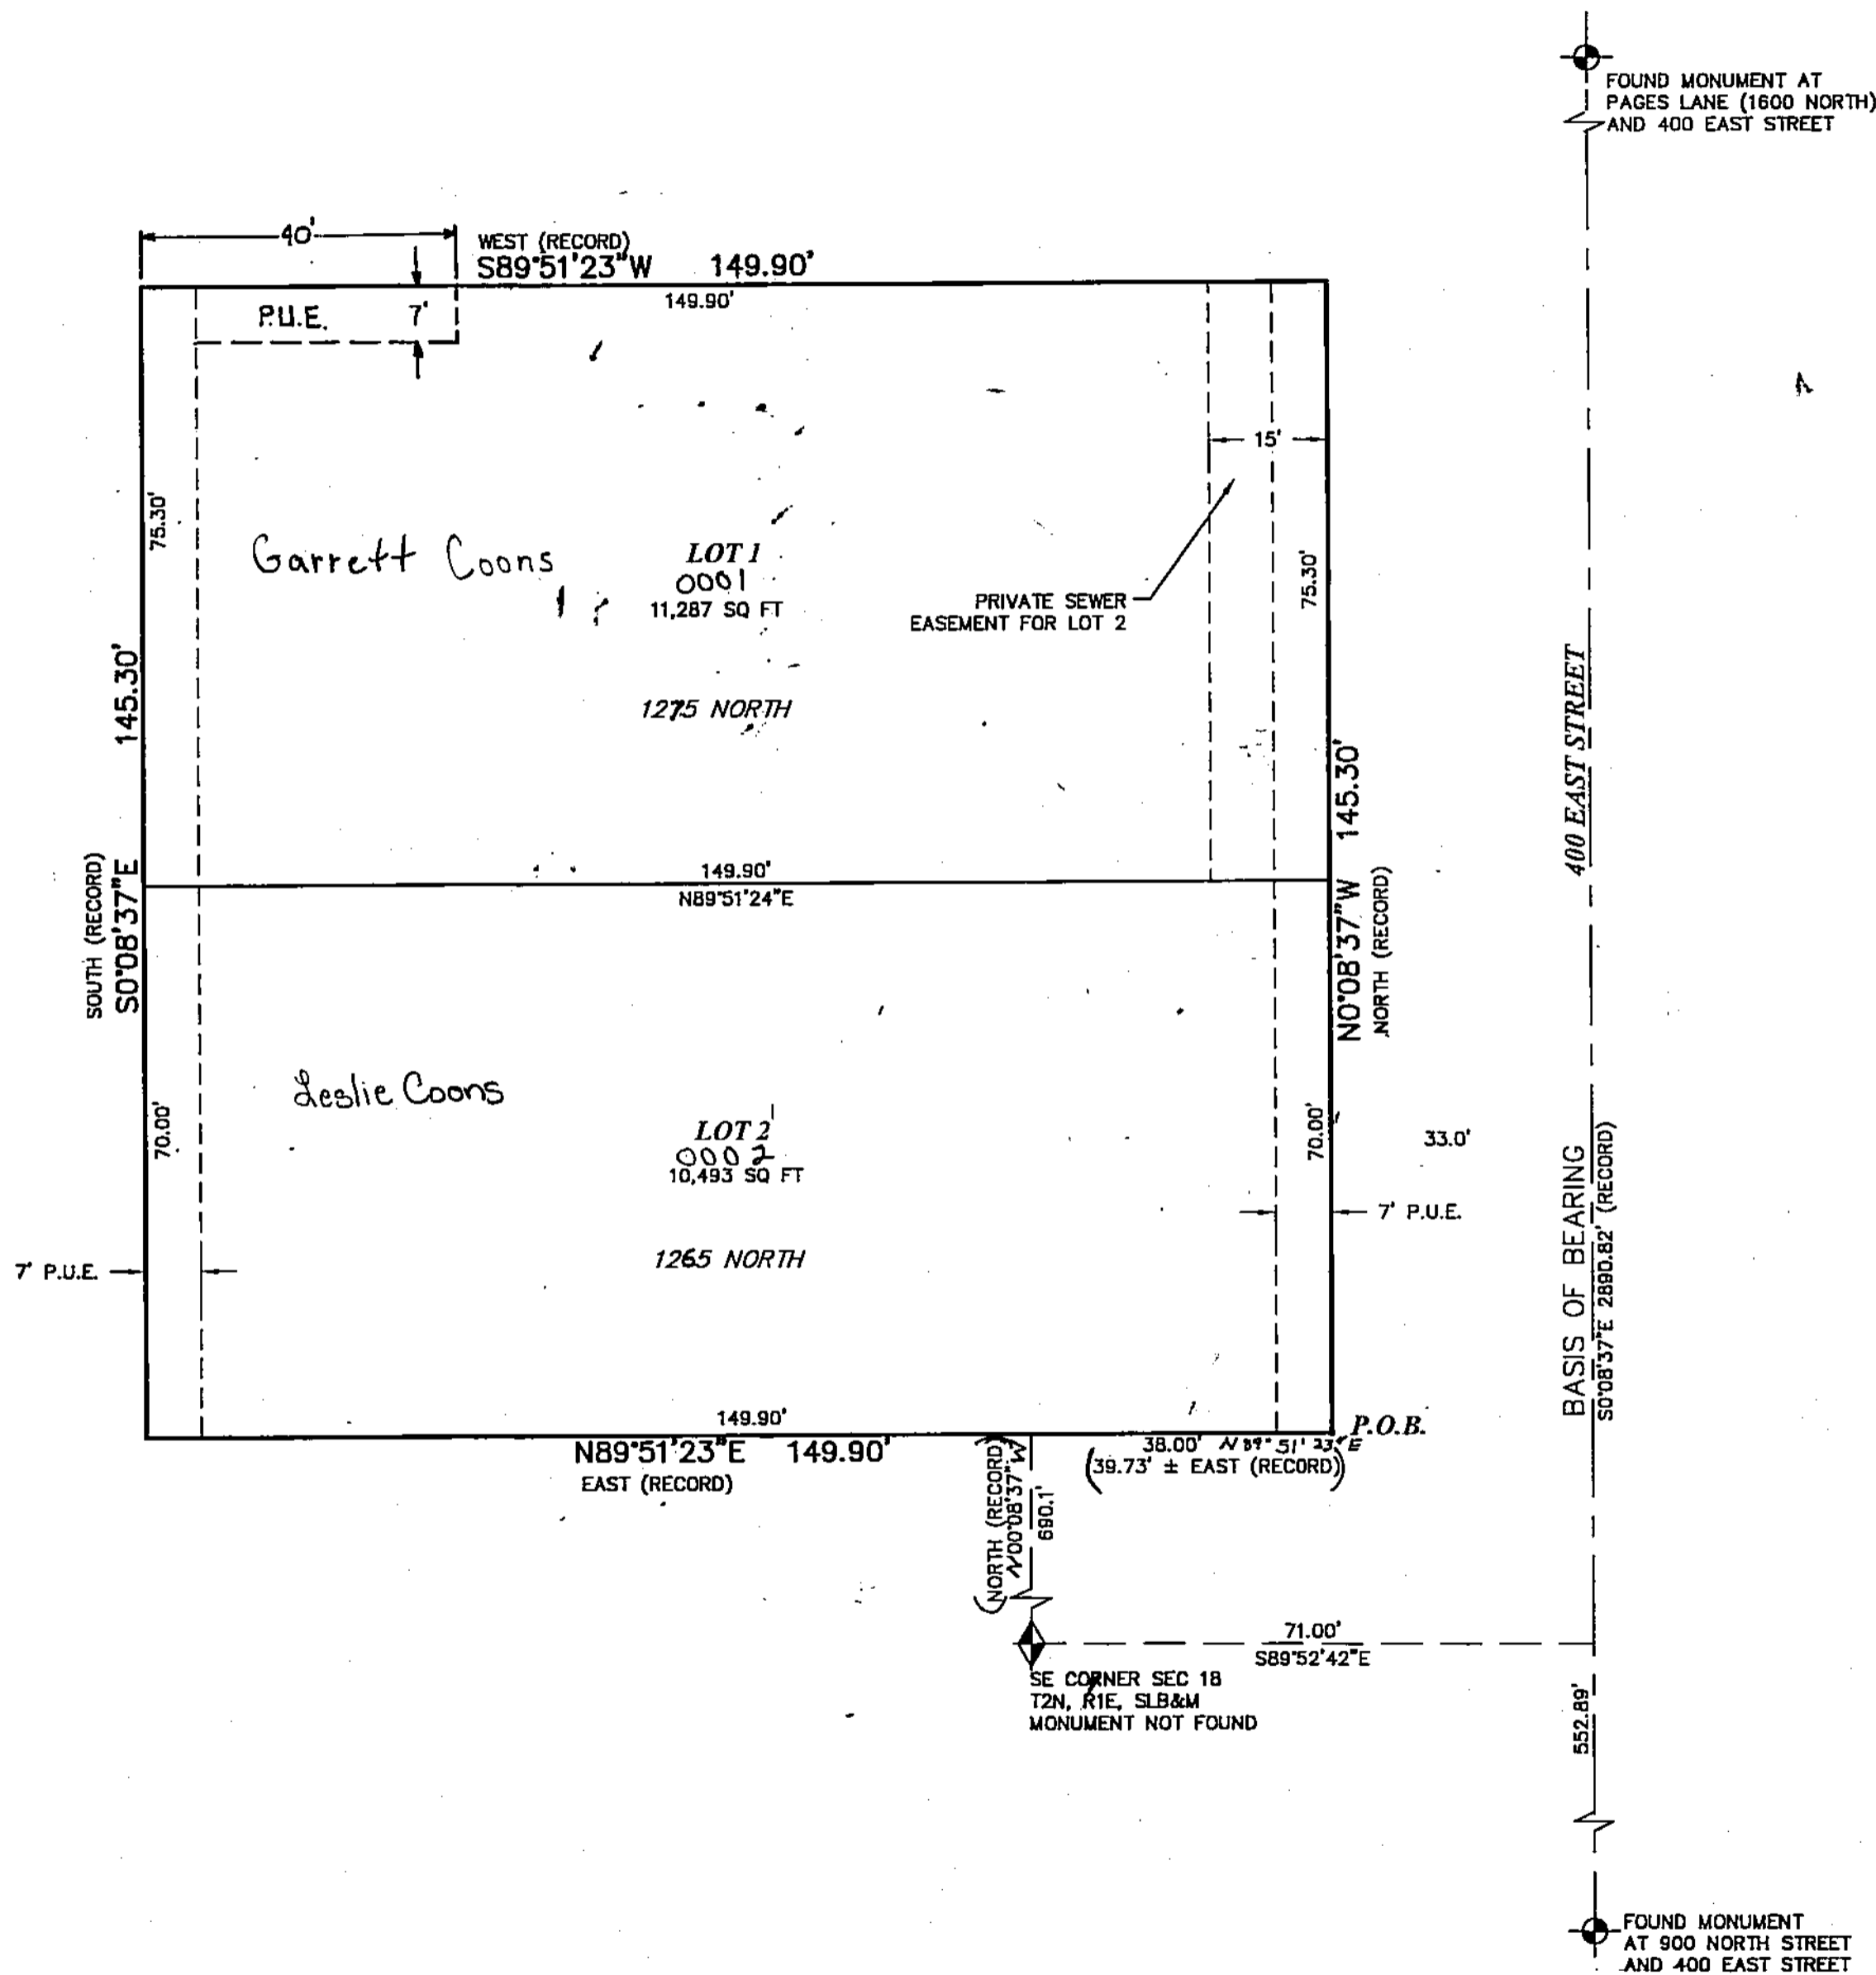 FOUND MONUMENT AT
PAGES LANE (1600 NORTH)
AND 400 EAST STREET
40'
WEST (RECORD)
S89°51'23"W 149.90'
149.90'
P.U.E. 7'
15'
75.30'
Garrett Coons
LOT 1
0001
11,287 SQ FT
PRIVATE SEWER
EASEMENT FOR LOT 2
75.30'
1275 NORTH
145.30'
S0°08'37"E
SOUTH (RECORD)
N0°08'37"W 145.30'
NORTH (RECORD)
400 EAST STREET
149.90'
N89°51'24"E
Leslie Coons
70.00'
LOT 2
0002
10,493 SQ FT
70.00'
33.0'
7' P.U.E.
1265 NORTH
7' P.U.E.
BASIS OF BEARING
S0°08'37"E 2890.82' (RECORD)
149.90'
N89°51'23"E 149.90'
EAST (RECORD)
P.O.B.
38.00' N 89° 51' 23" E
(39.73' ± EAST (RECORD))
(NORTH (RECORD))
N00°08'37"W
690.1'
71.00'
S89°52'42"E
SE CORNER SEC 18
T2N, R1E, SLB&M
MONUMENT NOT FOUND
552.89'
FOUND MONUMENT
AT 900 NORTH STREET
AND 400 EAST STREET